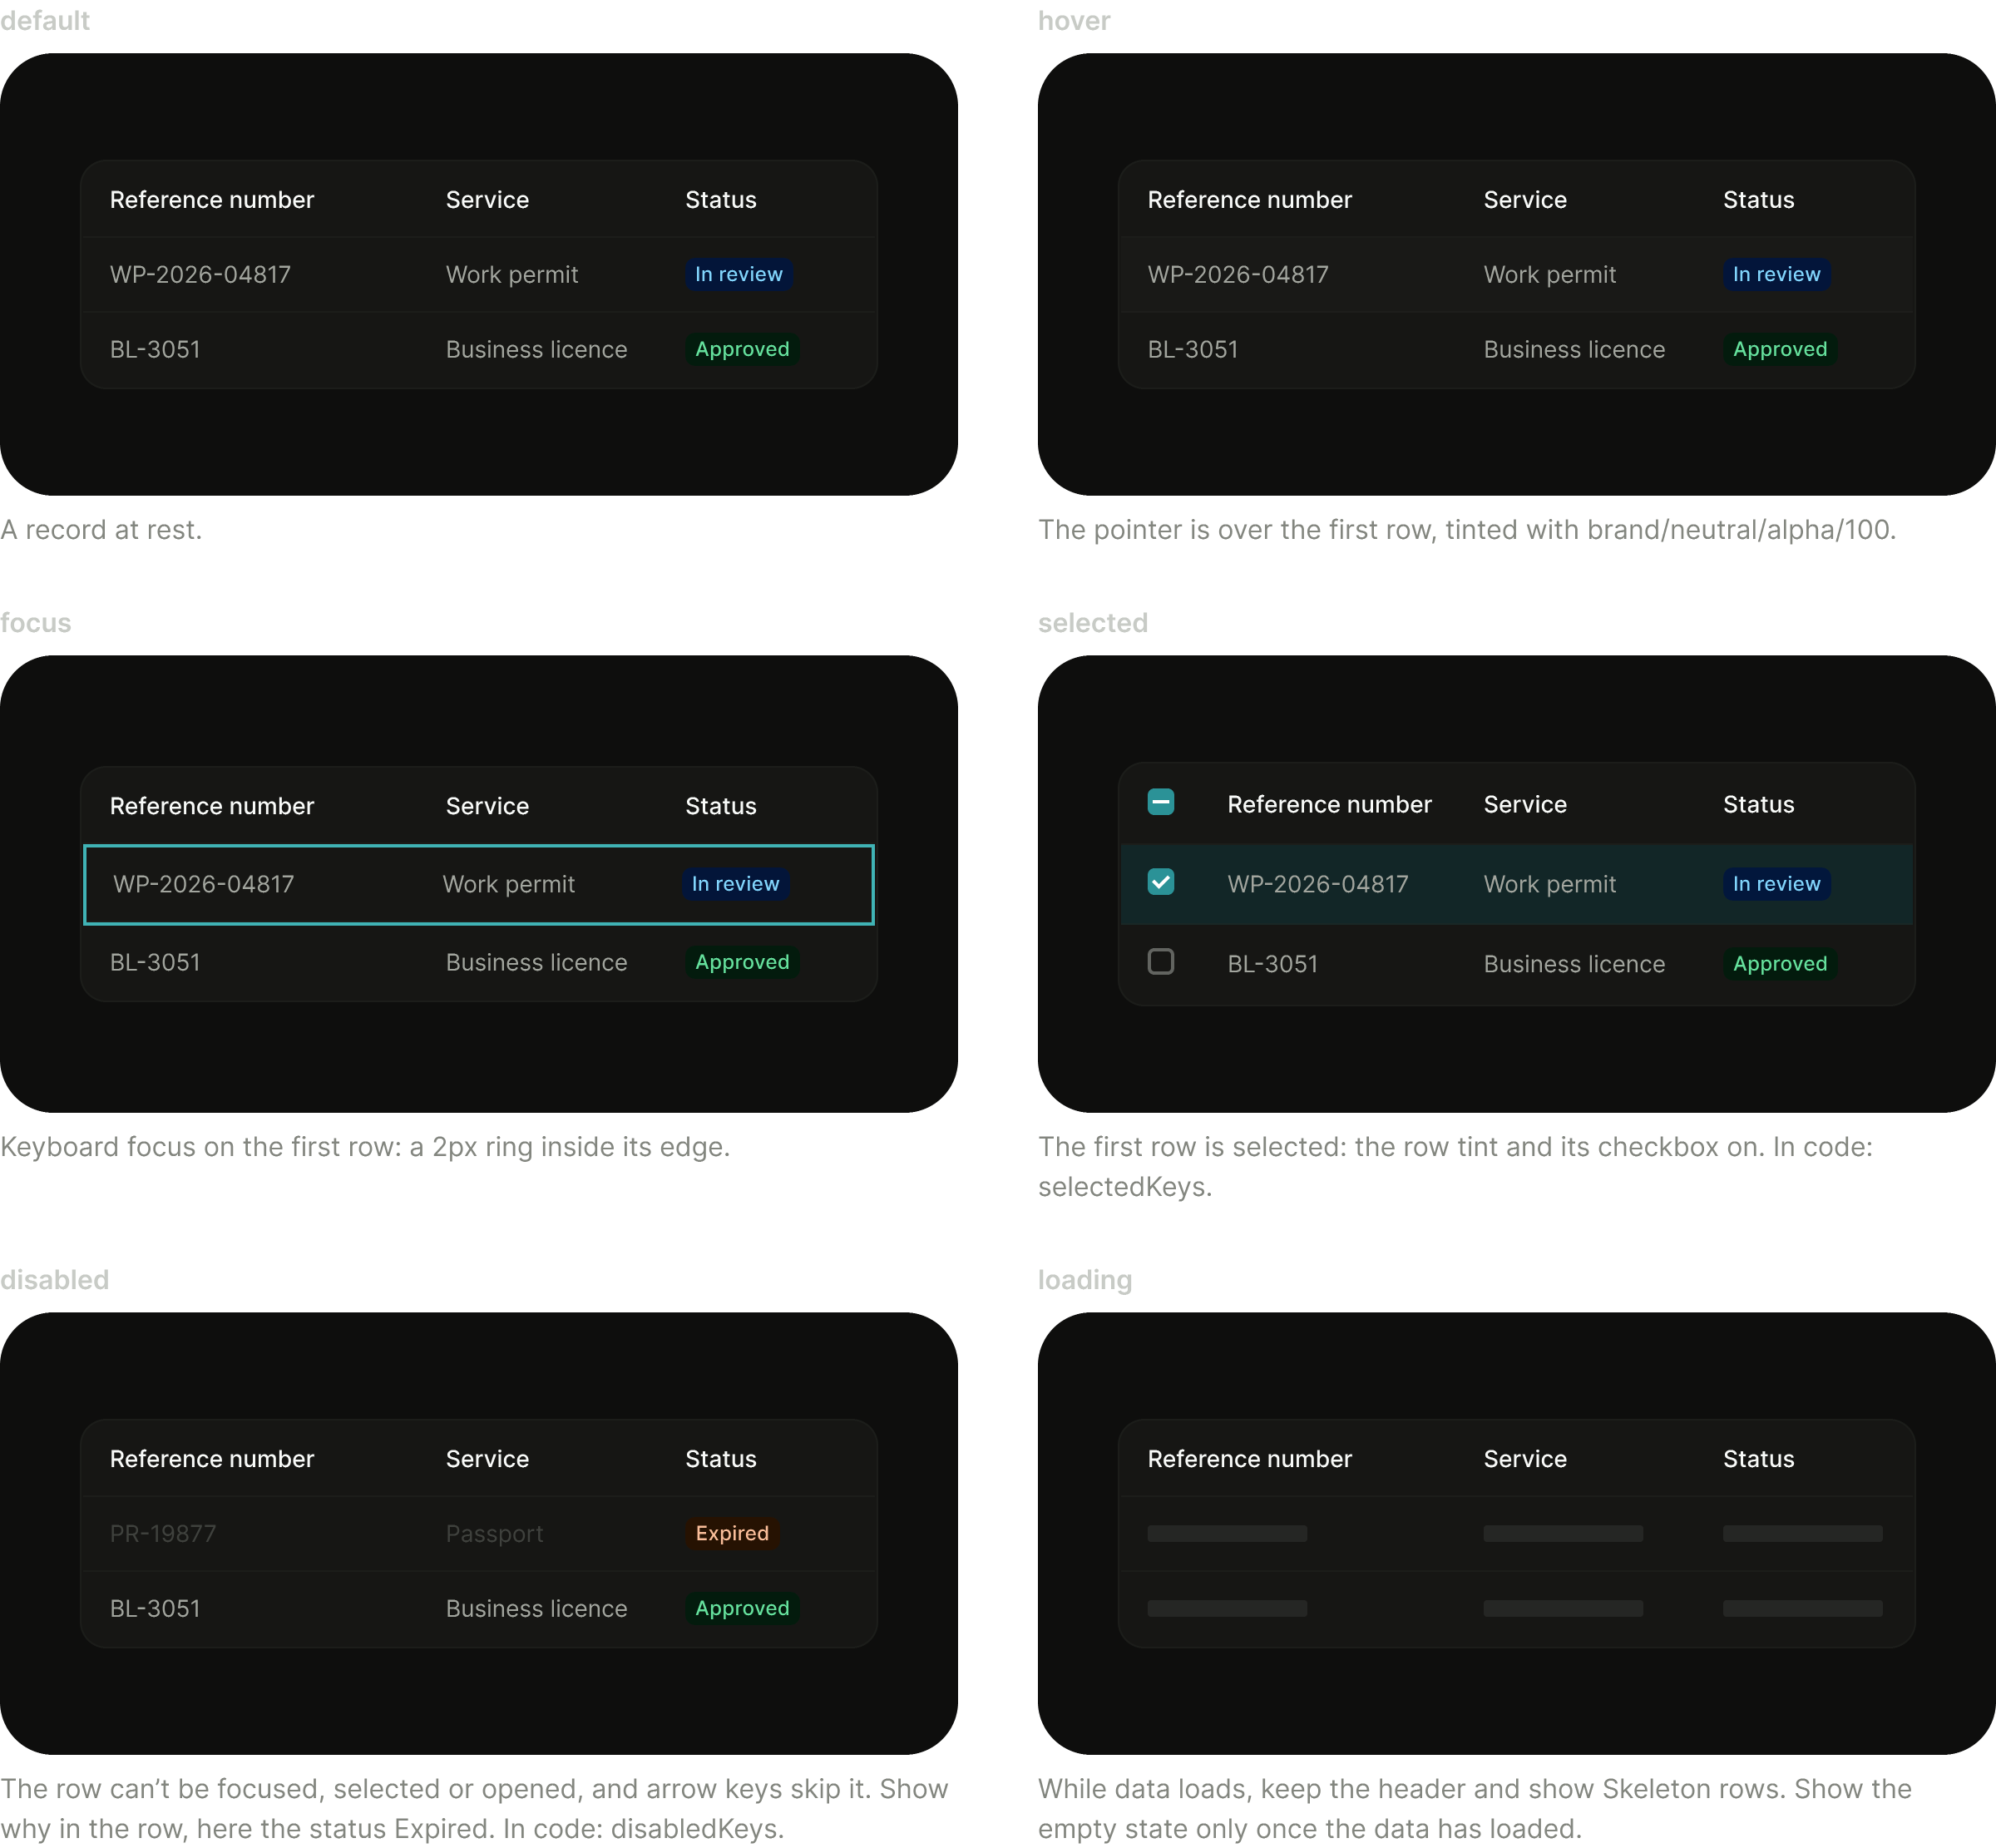 default
Reference number Service Status
WP-2026-04817 Work permit In review
BL-3051 Business licence Approved
A record at rest.
hover
Reference number Service Status
WP-2026-04817 Work permit In review
BL-3051 Business licence Approved
The pointer is over the first row, tinted with brand/neutral/alpha/100.
focus
Reference number Service Status
WP-2026-04817 Work permit In review
BL-3051 Business licence Approved
Keyboard focus on the first row: a 2px ring inside its edge.
selected
Reference number Service Status
WP-2026-04817 Work permit In review
BL-3051 Business licence Approved
The first row is selected: the row tint and its checkbox on. In code:
selectedKeys.
disabled
Reference number Service Status
PR-19877 Passport Expired
BL-3051 Business licence Approved
The row can’t be focused, selected or opened, and arrow keys skip it. Show
why in the row, here the status Expired. In code: disabledKeys.
loading
Reference number Service Status
While data loads, keep the header and show Skeleton rows. Show the
empty state only once the data has loaded.